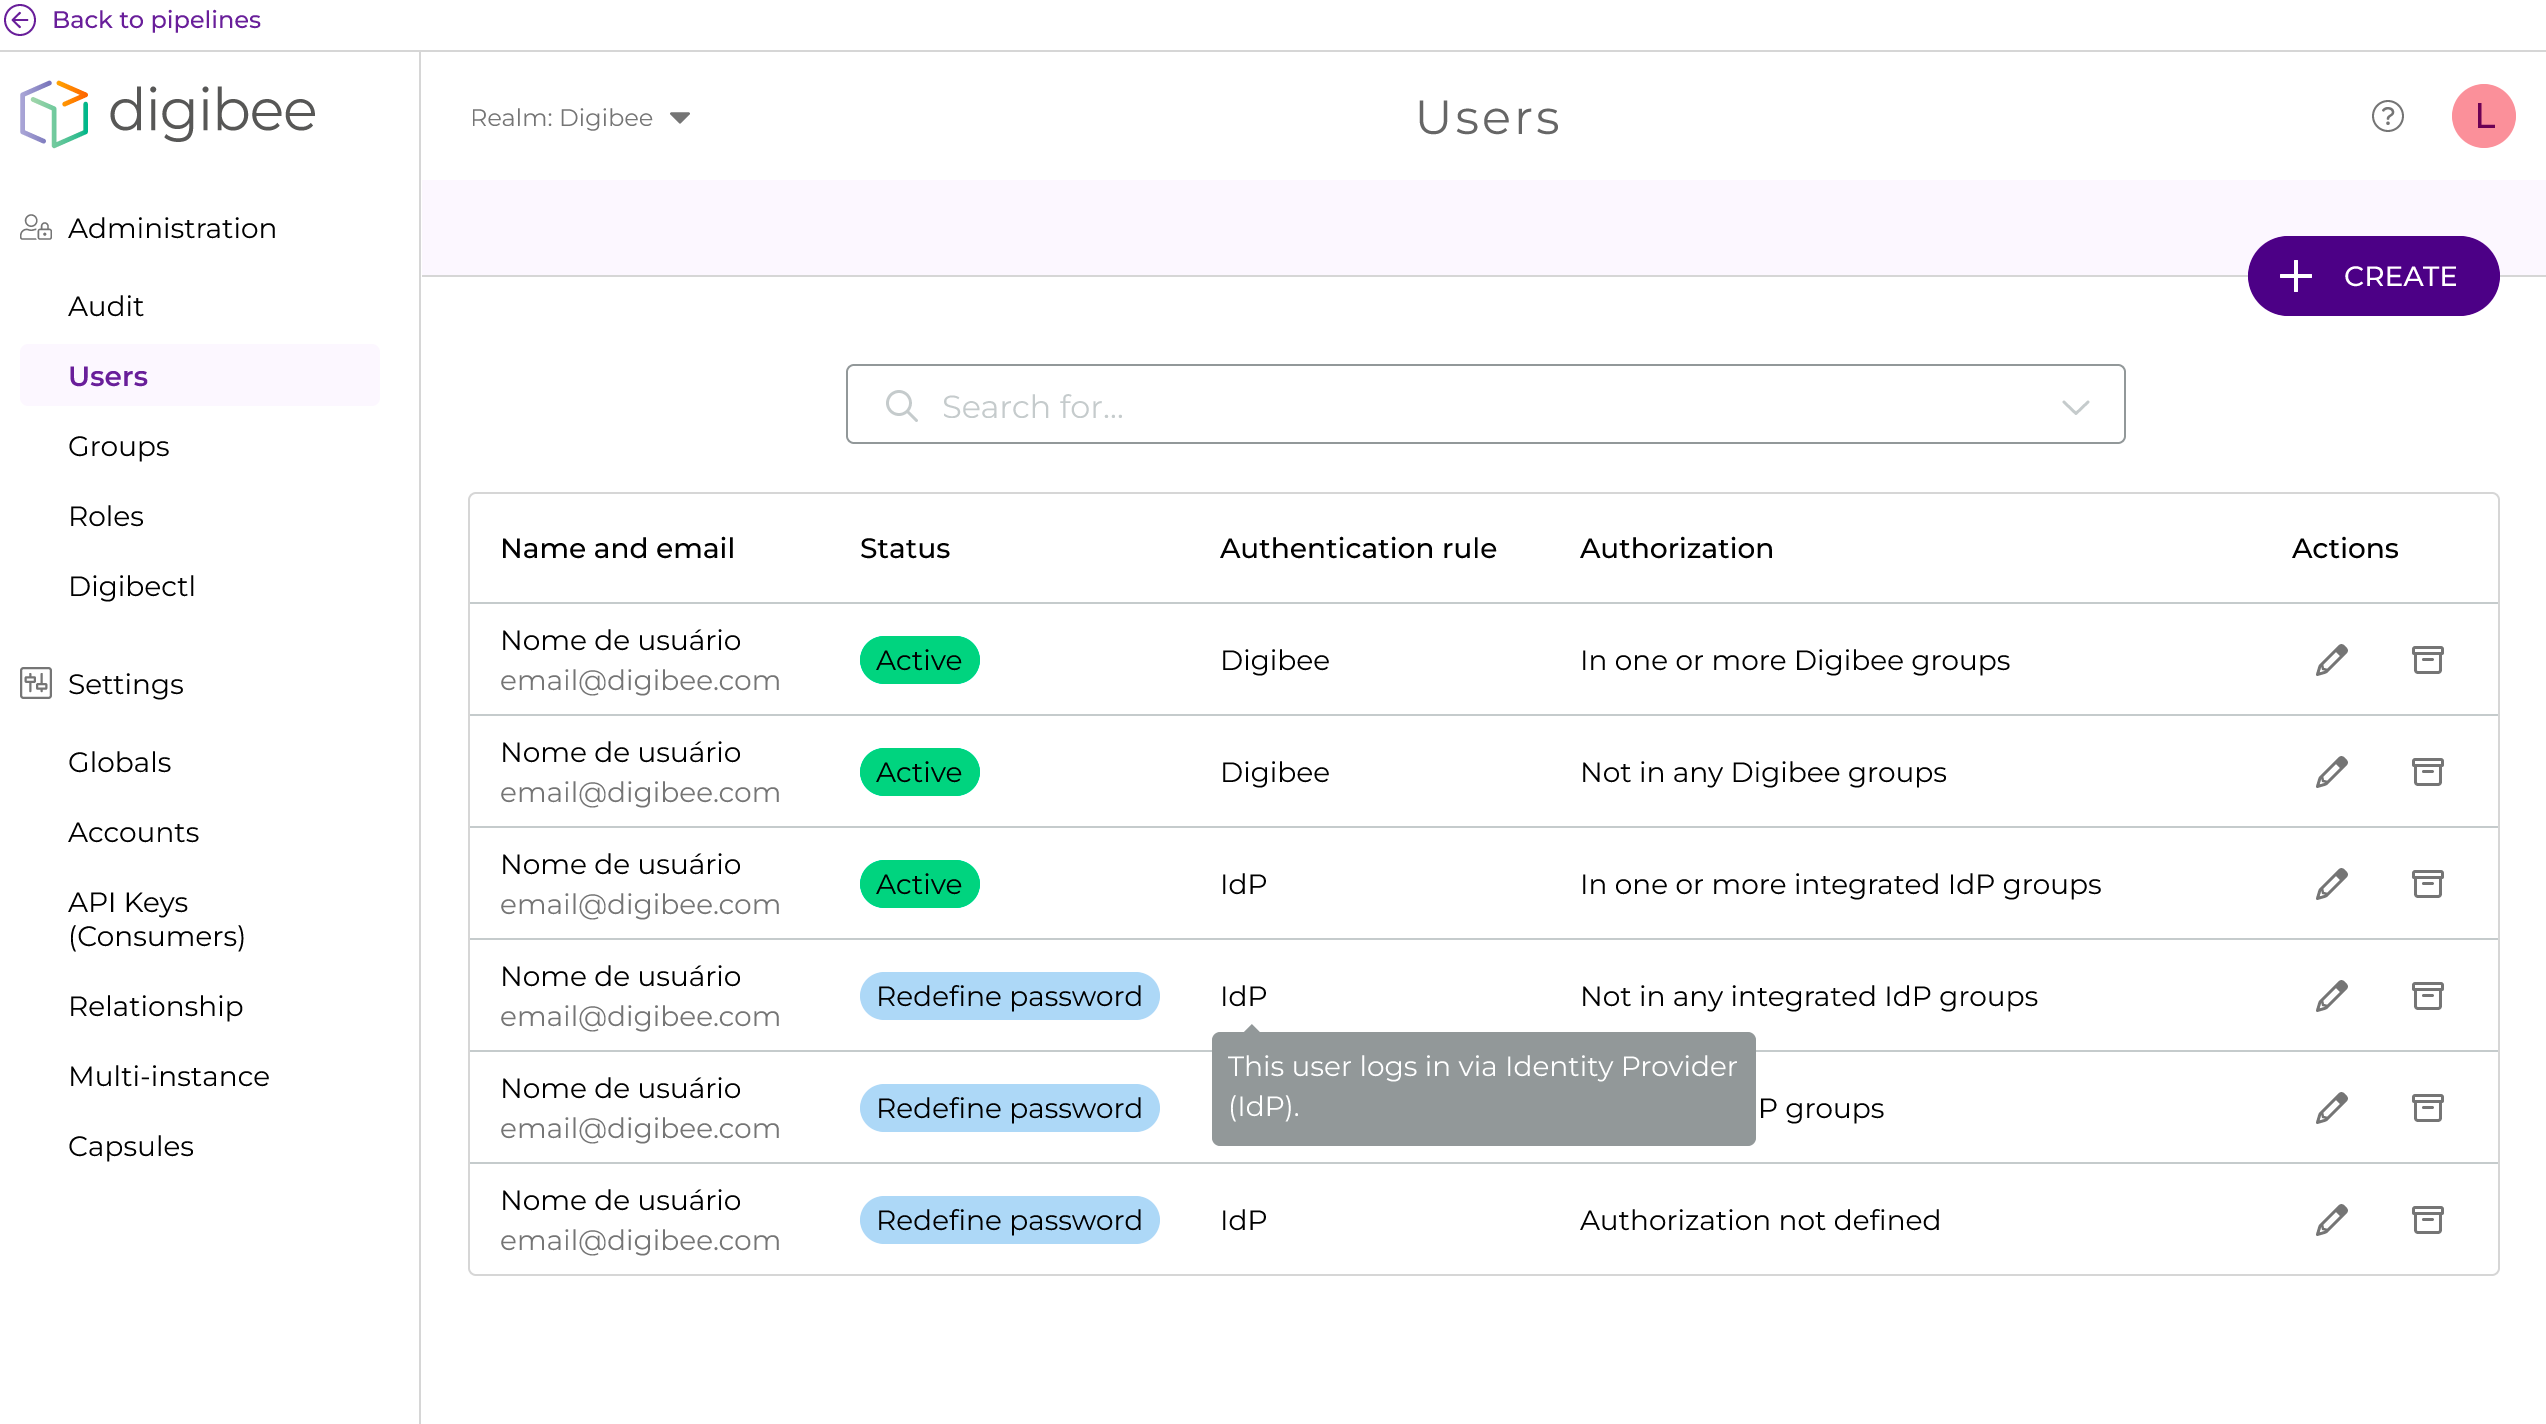 Back to pipelines
digibee
Realm: Digibee
Users
?
L
Administration
Audit
Users
Groups
Roles
Digibectl
Settings
Globals
Accounts
API Keys
(Consumers)
Relationship
Multi-instance
Capsules
CREATE
Search for...
Name and email Status Authentication rule Authorization Actions
Nome de usuário
email@digibee.com
Active Digibee In one or more Digibee groups
Nome de usuário
email@digibee.com
Active Digibee Not in any Digibee groups
Nome de usuário
email@digibee.com
Active IdP In one or more integrated IdP groups
Nome de usuário
email@digibee.com
Redefine password IdP Not in any integrated IdP groups
This user logs in via Identity Provider
(IdP).
Nome de usuário
email@digibee.com
Redefine password P groups
Nome de usuário
email@digibee.com
Redefine password IdP Authorization not defined